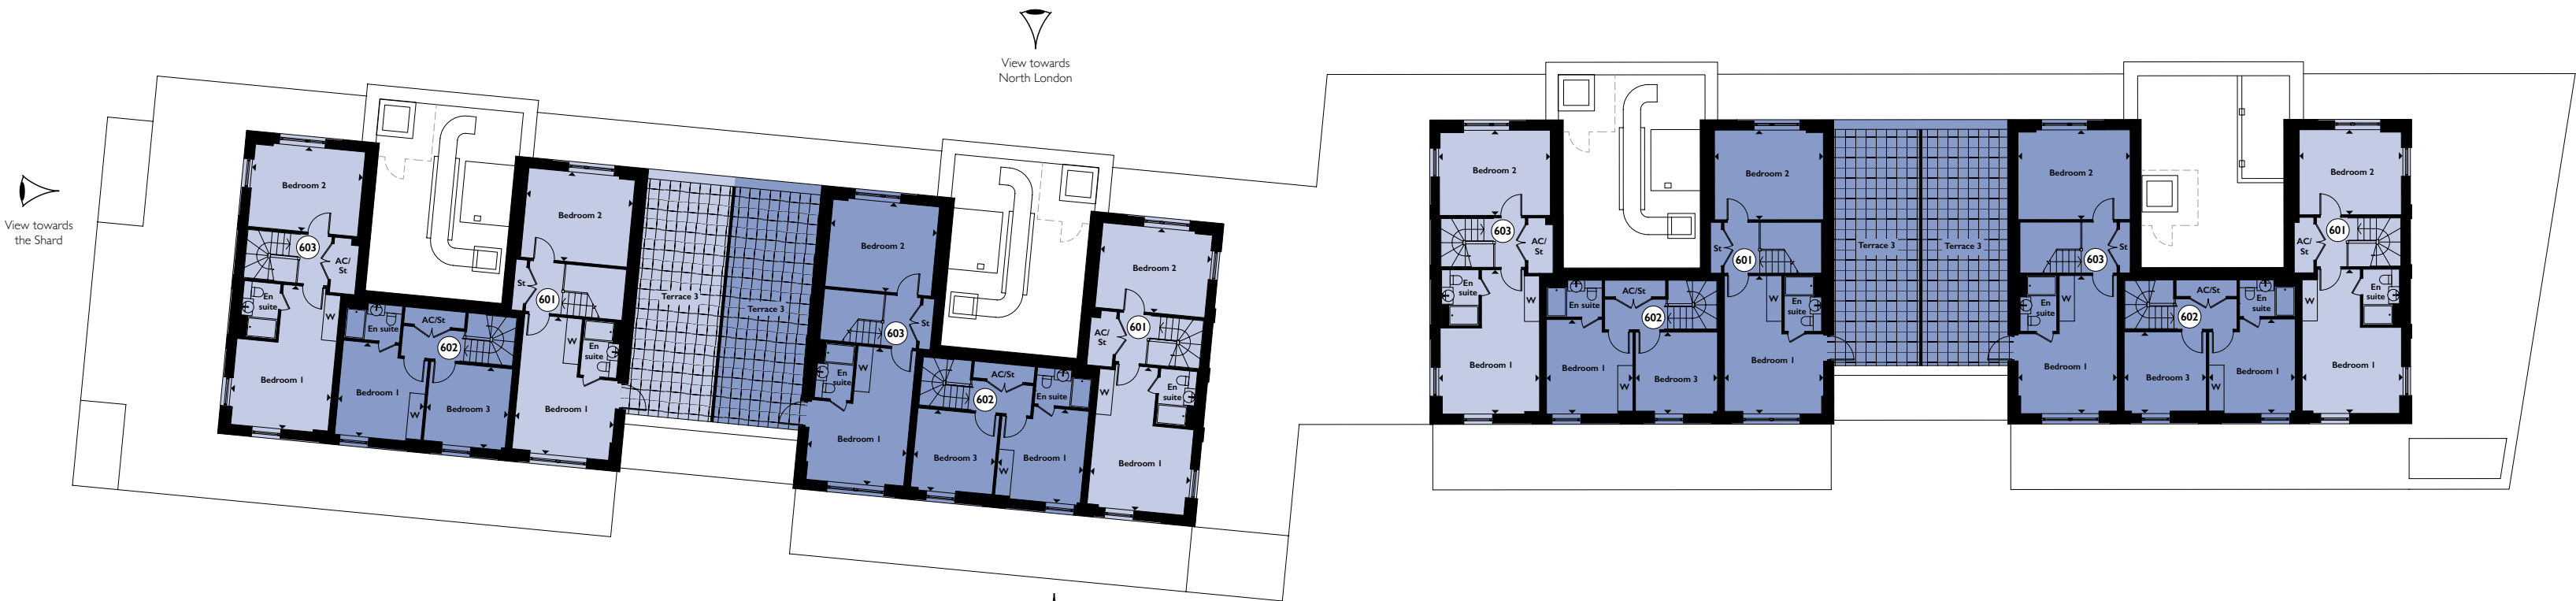 View towards
North London
View towards
the Shard
Bedroom 2
603
AC/
St
En
suite
W
Bedroom 1
En suite
AC/St
602
Bedroom 1
W
Bedroom 3
Bedroom 2
St
601
W
En
suite
Bedroom 1
Terrace 3
Terrace 3
Bedroom 2
603
St
En
suite
W
Bedroom 1
602
AC/St
En suite
Bedroom 3
W
Bedroom 1
Bedroom 2
AC/
St
601
W
En
suite
Bedroom 1
Bedroom 2
603
AC/
St
En
suite
W
Bedroom 1
En suite
AC/St
602
Bedroom 1
W
Bedroom 3
Bedroom 2
St
601
W
En
suite
Bedroom 1
Terrace 3
Terrace 3
Bedroom 2
603
St
En
suite
W
Bedroom 1
AC/St
602
En suite
Bedroom 3
W
Bedroom 1
Bedroom 2
601
AC/
St
W
En
suite
Bedroom 1